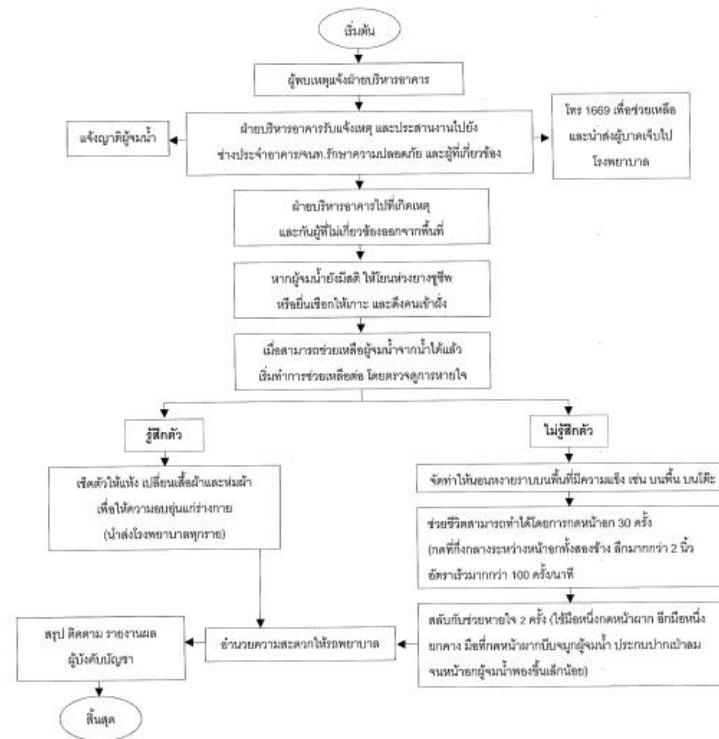 เริ่มต้น
ผู้พบเหตุแจ้งฝ่ายบริหารอาคาร
แจ้งญาติผู้จมน้ำ
ฝ่ายบริหารอาคารรับแจ้งเหตุ และประสานงานไปยัง
ช่างประจำอาคาร/จนท.รักษาความปลอดภัย และผู้ที่เกี่ยวข้อง
โทร 1669 เพื่อช่วยเหลือ
และนำส่งผู้บาดเจ็บไป
โรงพยาบาล
ฝ่ายบริหารอาคารไปที่เกิดเหตุ
และกันผู้ที่ไม่เกี่ยวข้องออกจากพื้นที่
หากผู้จมน้ำยังมีสติ ให้โยนห่วงยางชูชีพ
หรือยื่นเชือกให้เกาะ และดึงคนเข้าฝั่ง
เมื่อสามารถช่วยเหลือผู้จมน้ำจากน้ำได้แล้ว
เริ่มทำการช่วยเหลือต่อ โดยตรวจดูการหายใจ
รู้สึกตัว
เช็ดตัวให้แห้ง เปลี่ยนเสื้อผ้าและห่มผ้า
เพื่อให้ความอบอุ่นแก่ร่างกาย
(นำส่งโรงพยาบาลทุกราย)
ไม่รู้สึกตัว
จัดท่าให้นอนหงายราบบนพื้นที่มีความแข็ง เช่น บนพื้น บนโต๊ะ
ช่วยชีวิตสามารถทำได้โดยการกดหน้าอก 30 ครั้ง
(กดที่กึ่งกลางระหว่างหน้าอกทั้งสองข้าง ลึกมากกว่า 2 นิ้ว
อัตราเร็วมากกว่า 100 ครั้ง/นาที
สลับกับช่วยหายใจ 2 ครั้ง (ใช้มือหนึ่งกดหน้าผาก อีกมือหนึ่ง
ยกคาง มือที่กดหน้าผากบีบจมูกผู้จมน้ำ ประกบปากเป่าลม
จนหน้าอกผู้จมน้ำพองขึ้นเล็กน้อย)
อำนวยความสะดวกให้รถพยาบาล
สรุป ติดตาม รายงานผล
ผู้บังคับบัญชา
สิ้นสุด